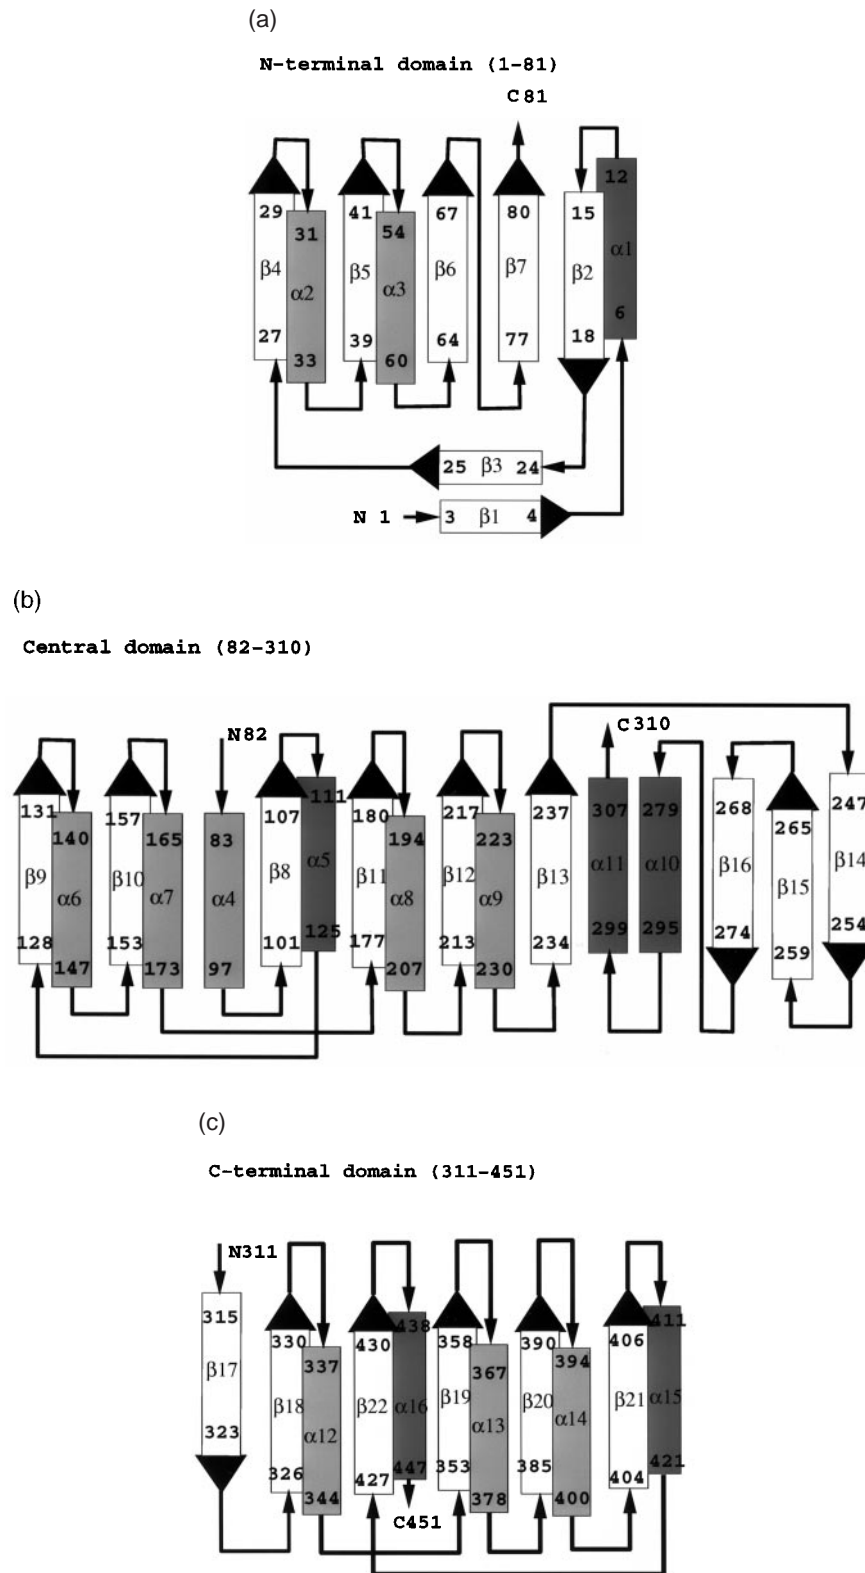 (a)
N-terminal domain (1-81)
C 81
12
29 31 41 54 67 80 15
β4 α2 β5 α3 β6 β7 β2 α1
27 33 39 60 64 77 18 6
25 β3 24
N 1 3 β1 4
(b)
Central domain (82-310)
N82 C 310
131 140 157 165 83 107 111 180 194 217 223 237 307 279 268 265 247
β9 α6 β10 α7 α4 β8 α5 β11 α8 β12 α9 β13 α11 α10 β16 β15 β14
128 147 153 173 97 101 125 177 207 213 230 234 299 295 274 259 254
(c)
C-terminal domain (311-451)
N311
315 330 337 430 438 358 367 390 394 406 411
β17 β18 α12 β22 α16 β19 α13 β20 α14 β21 α15
323 326 344 427 447 353 378 385 400 404 421
C451